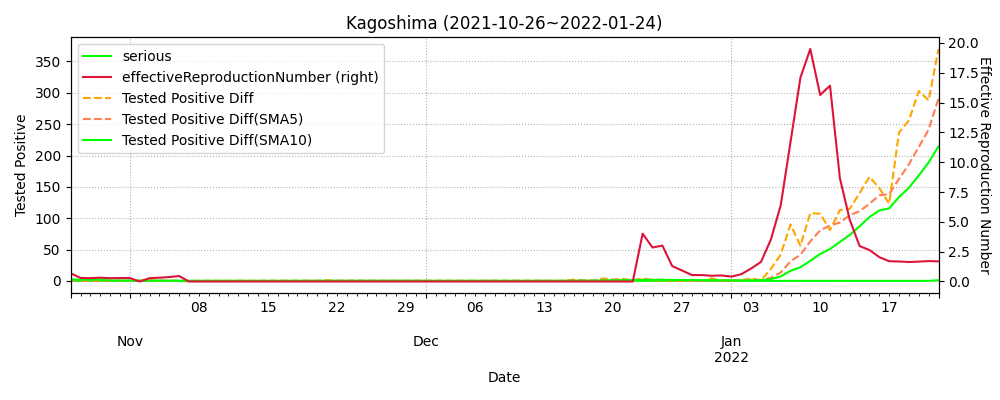 Kagoshima (2021-10-26~2022-01-24)
serious
effectiveReproductionNumber (right)
Tested Positive Diff
Tested Positive Diff(SMA5)
Tested Positive Diff(SMA10)
Tested Positive
350
300
250
200
150
100
50
0
Effective Reproduction Number
20.0
17.5
15.0
12.5
10.0
7.5
5.0
2.5
0.0
08 15 22 29 06 13 20 27 03 10 17
Nov Dec Jan
2022
Date